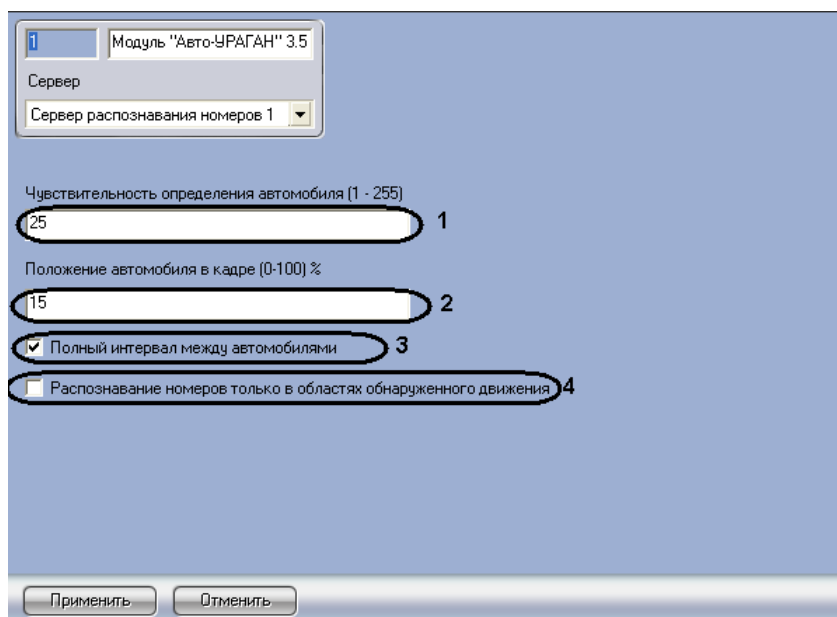 1 Модуль "Авто-УРАГАН" 3.5
Сервер
Сервер распознавания номеров 1
Чувствительность определения автомобиля (1 - 255)
25 1
Положение автомобиля в кадре (0-100) %
15 2
Полный интервал между автомобилями 3
Распознавание номеров только в областях обнаруженного движения 4
Применить Отменить